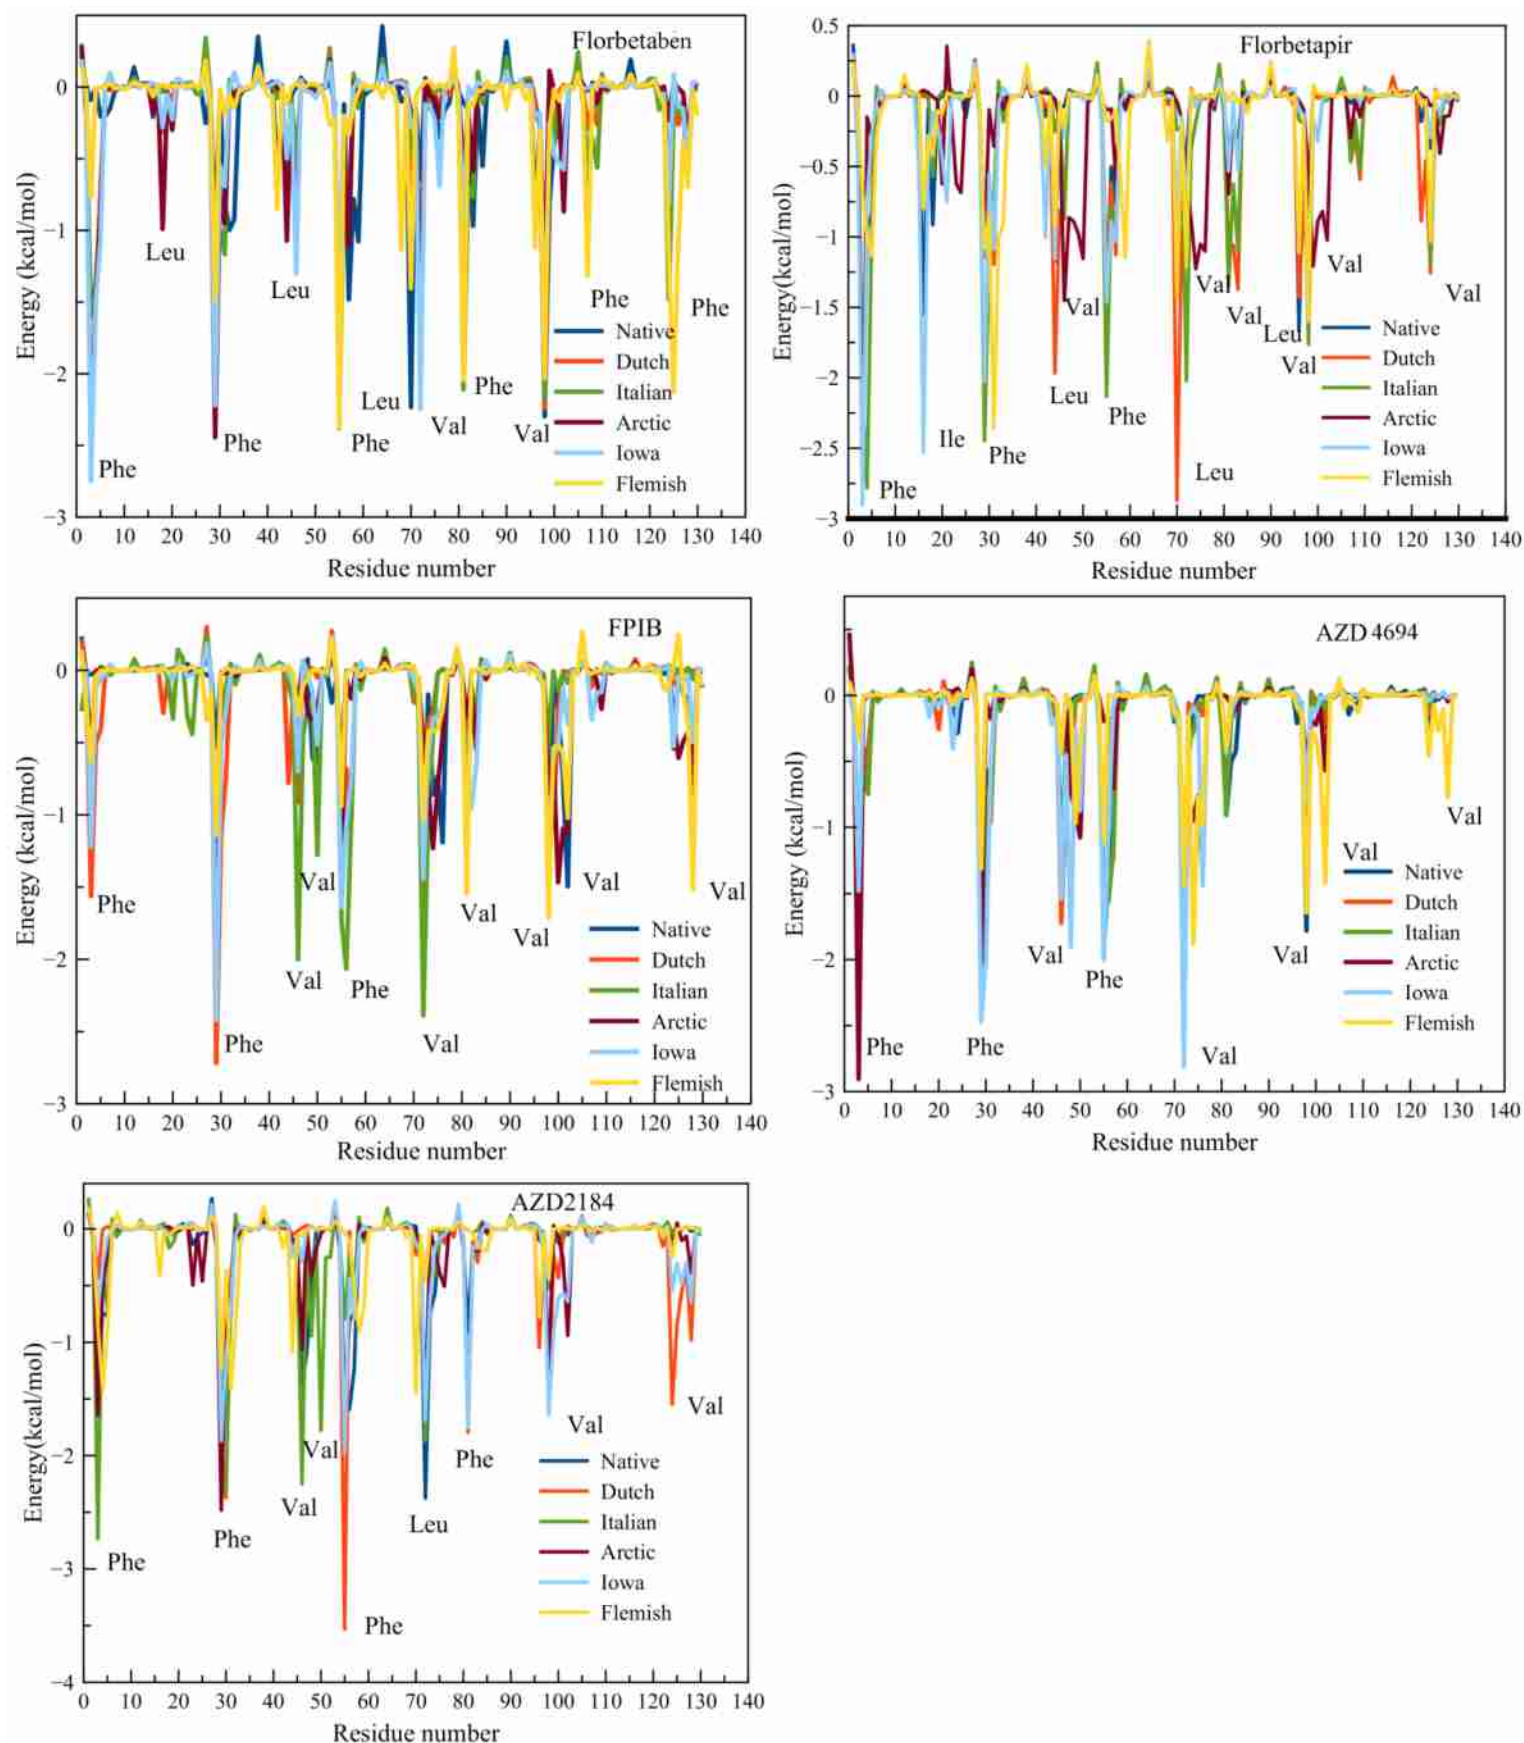 Florbetaben
Energy (kcal/mol)
0
−1
−2
−3
Leu
Leu
Phe
Phe
Phe
Phe
Phe
Leu
Val
Phe
Val
Native
Dutch
Italian
Arctic
Iowa
Flemish
0 10 20 30 40 50 60 70 80 90 100 110 120 130 140
Residue number
Florbetapir
Energy(kcal/mol)
0.5
0
−0.5
−1
−1.5
−2
−2.5
−3
Val
Val
Val
Val
Val
Leu
Val
Leu
Phe
Ile
Phe
Leu
Phe
Native
Dutch
Italian
Arctic
Iowa
Flemish
0 10 20 30 40 50 60 70 80 90 100 110 120 130 140
Residue number
FPIB
Energy (kcal/mol)
0
−1
−2
−3
Phe
Val
Val
Val
Val
Val
Val
Phe
Phe
Val
Native
Dutch
Italian
Arctic
Iowa
Flemish
0 10 20 30 40 50 60 70 80 90 100 110 120 130 140
Residue number
AZD 4694
Energy (kcal/mol)
0
−1
−2
−3
Val
Val
Val
Val
Phe
Phe
Phe
Val
Native
Dutch
Italian
Arctic
Iowa
Flemish
0 10 20 30 40 50 60 70 80 90 100 110 120 130 140
Residue number
AZD2184
Energy(kcal/mol)
0
−1
−2
−3
−4
Val
Val
Val
Phe
Val
Leu
Phe
Phe
Phe
Native
Dutch
Italian
Arctic
Iowa
Flemish
0 10 20 30 40 50 60 70 80 90 100 110 120 130 140
Residue number